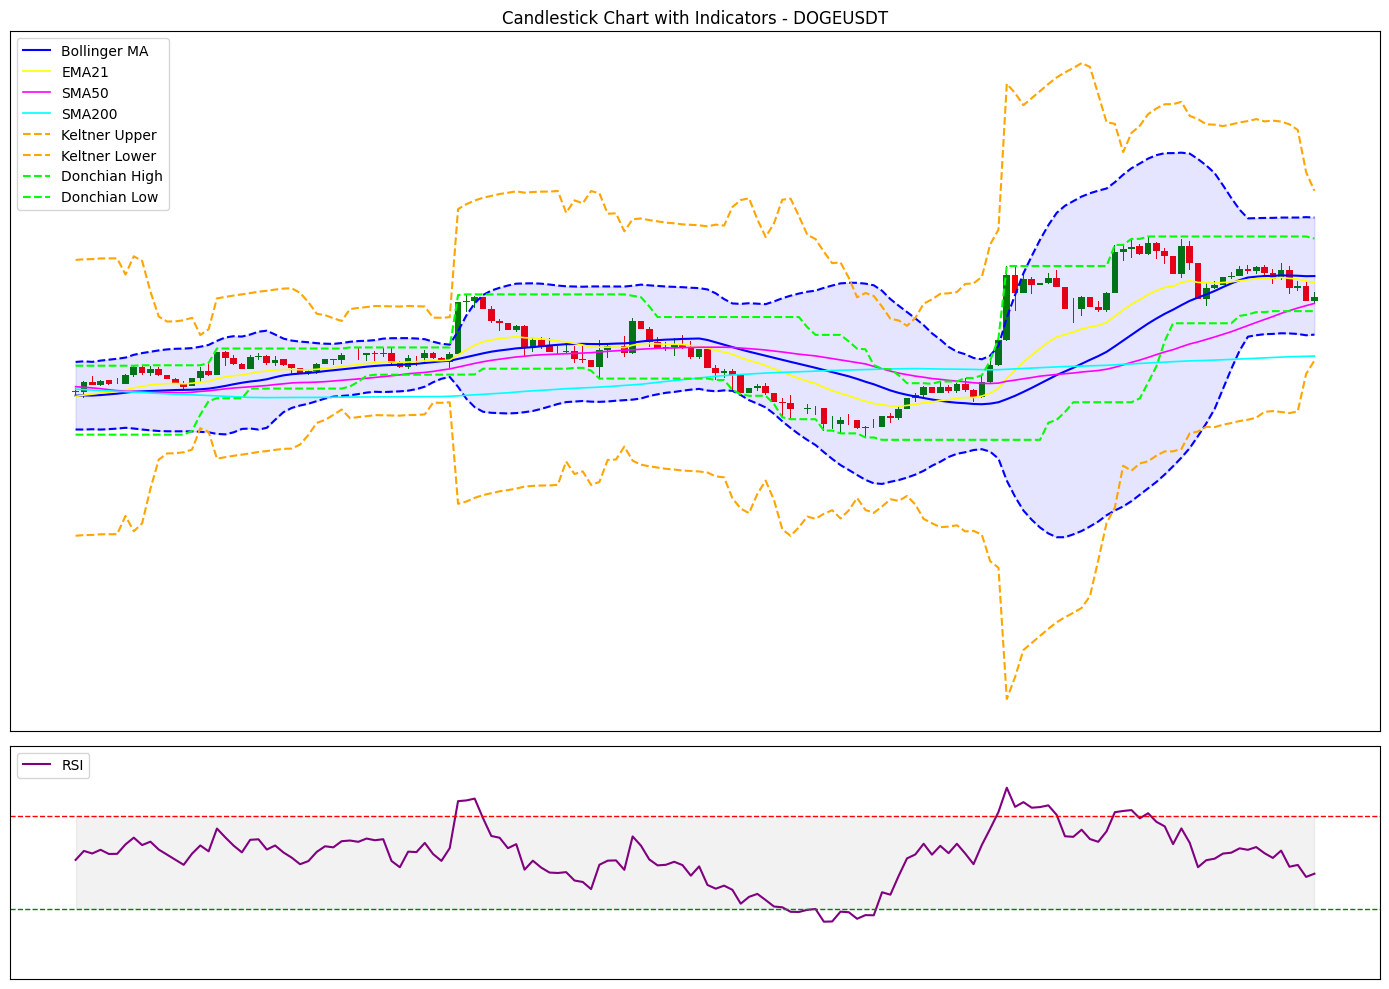 Candlestick Chart with Indicators - DOGEUSDT
Bollinger MA
EMA21
SMA50
SMA200
Keltner Upper
Keltner Lower
Donchian High
Donchian Low
RSI